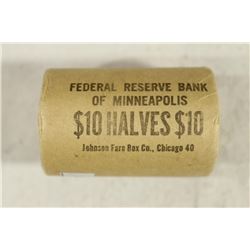 FEDERAL RESERVE BANK
OF MINNEAPOLIS
$10 HALVES $10
Johnson Fare Box Co., Chicago 40